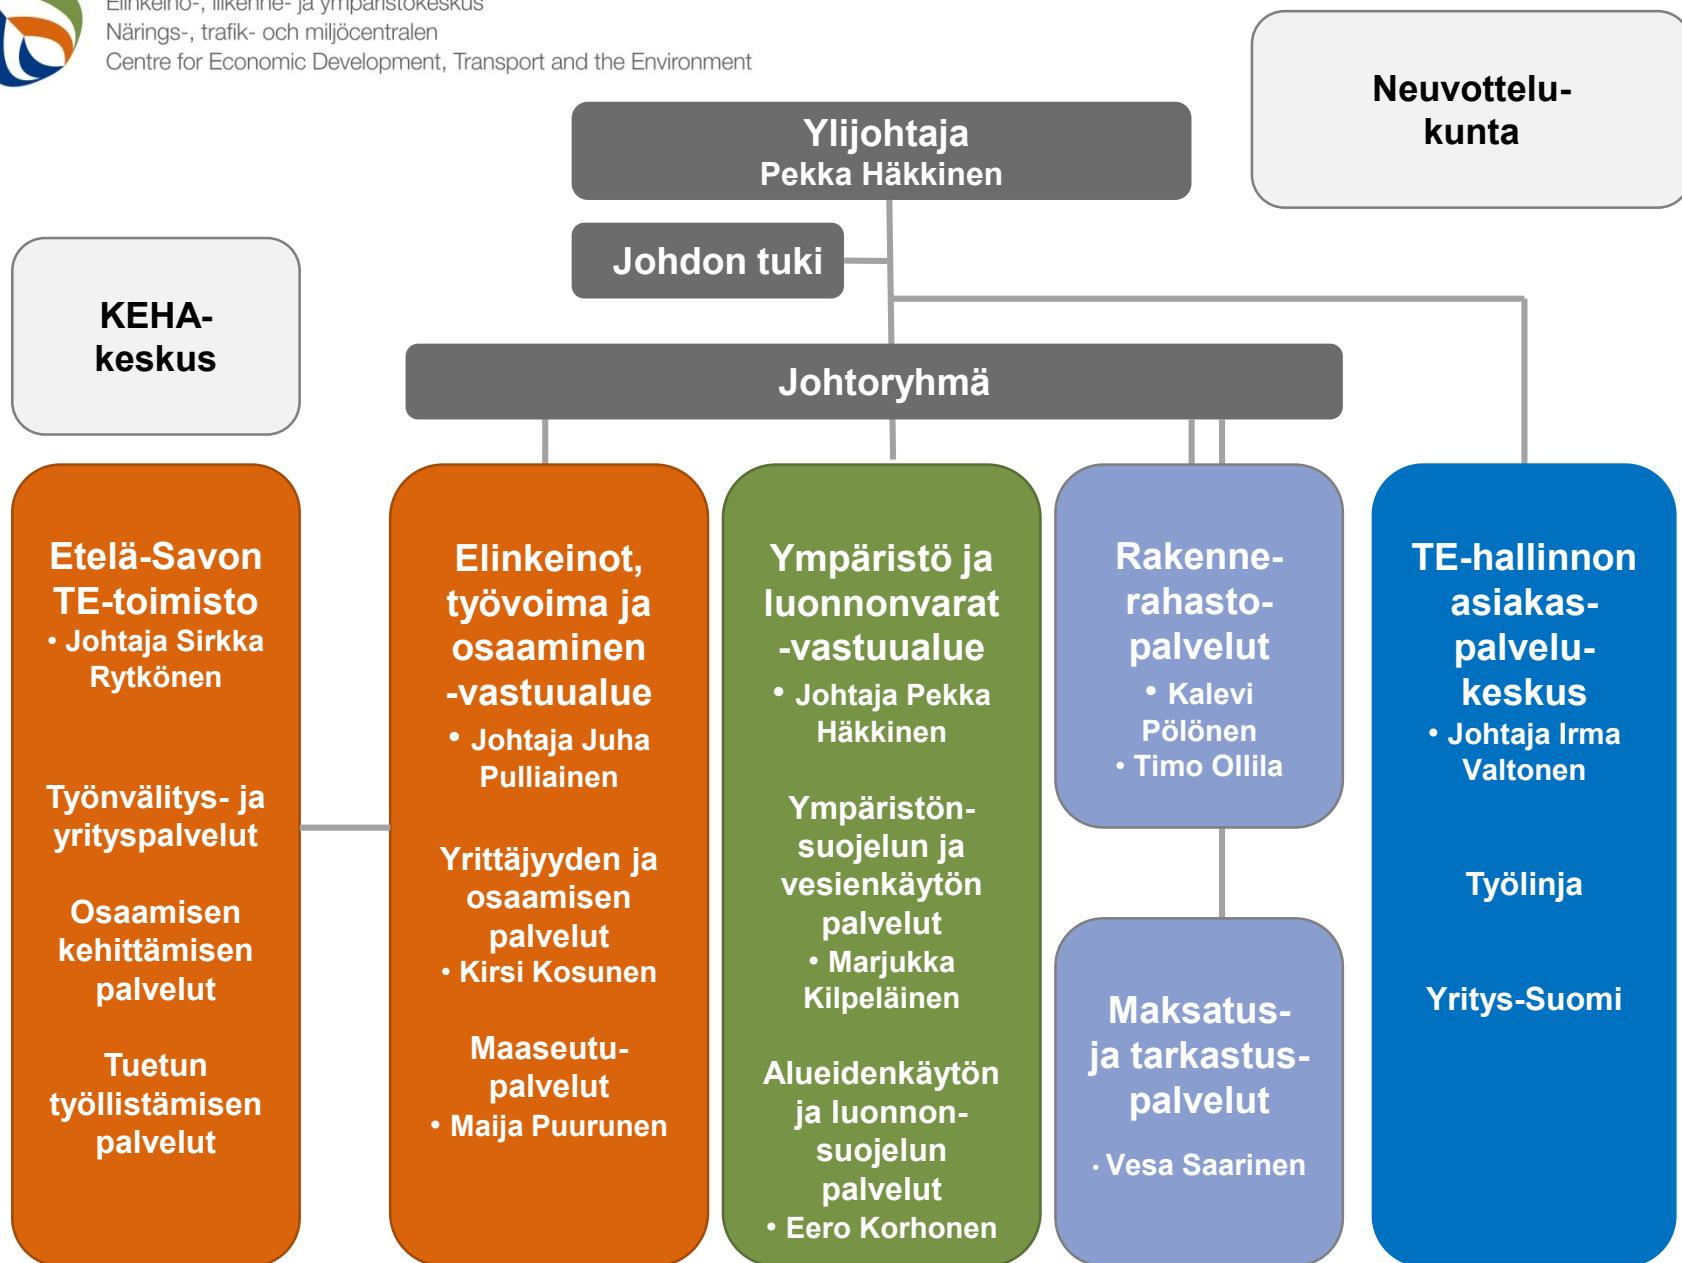 Elinkeino-, liikenne- ja ympäristökeskus
Närings-, trafik- och miljöcentralen
Centre for Economic Development, Transport and the Environment
Neuvottelu-
kunta
Ylijohtaja
Pekka Häkkinen
Johdon tuki
KEHA-
keskus
Johtoryhmä
Etelä-Savon
TE-toimisto
• Johtaja Sirkka
Rytkönen
Työnvälitys- ja
yrityspalvelut
Osaamisen
kehittämisen
palvelut
Tuetun
työllistämisen
palvelut
Elinkeinot,
työvoima ja
osaaminen
-vastuualue
• Johtaja Juha
Pulliainen
Yrittäjyyden ja
osaamisen
palvelut
• Kirsi Kosunen
Maaseutu-
palvelut
• Maija Puurunen
Ympäristö ja
luonnonvarat
-vastuualue
• Johtaja Pekka
Häkkinen
Ympäristön-
suojelun ja
vesienkäytön
palvelut
• Marjukka
Kilpeläinen
Alueidenkäytön
ja luonnon-
suojelun
palvelut
• Eero Korhonen
Rakenne-
rahasto-
palvelut
• Kalevi
Pölönen
• Timo Ollila
Maksatus-
ja tarkastus-
palvelut
• Vesa Saarinen
TE-hallinnon
asiakas-
palvelu-
keskus
• Johtaja Irma
Valtonen
Työlinja
Yritys-Suomi